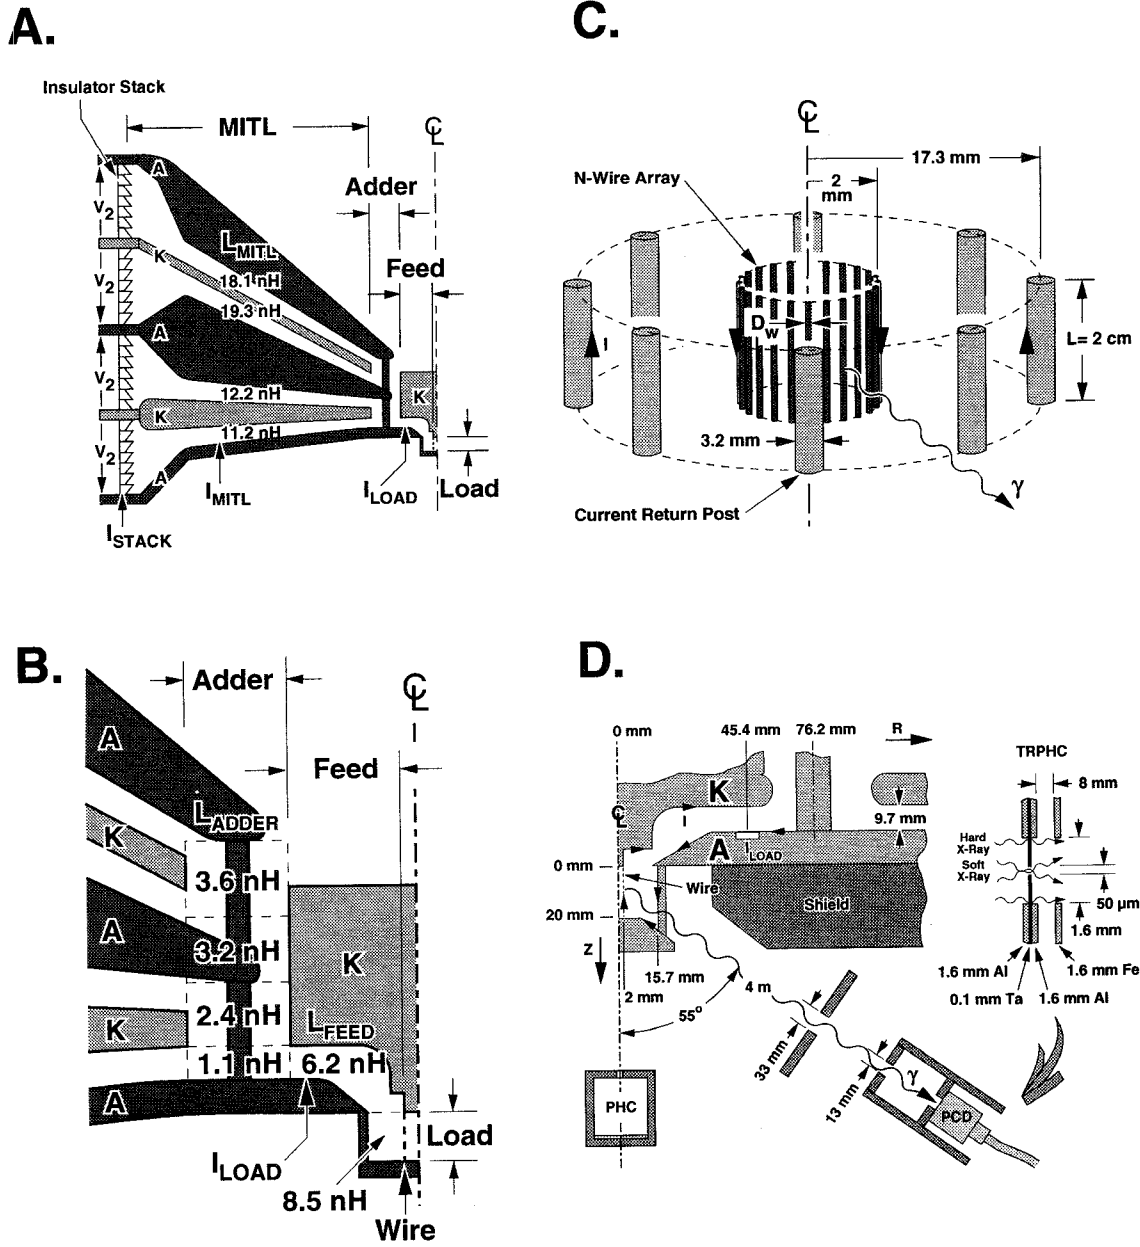 A.
Insulator Stack
MITL
℄
Adder
Feed
A
V2
K
LMITL
18.1 nH
19.3 nH
V2
A
V2
12.2 nH
K
K
11.2 nH
V2
A
IMITL
ILOAD
Load
ISTACK
C.
℄
17.3 mm
2
mm
N-Wire Array
DW
I
L= 2 cm
3.2 mm
γ
Current Return Post
B.
Adder
℄
Feed
A
LADDER
K
3.6 nH
A
3.2 nH
K
2.4 nH
LFEED
K
1.1 nH
6.2 nH
A
Load
ILOAD
8.5 nH
Wire
D.
0 mm
45.4 mm
76.2 mm
R
TRPHC
8 mm
K
℄
I
9.7 mm
A
ILOAD
Hard
X-Ray
Soft
X-Ray
0 mm
Wire
50 µm
Shield
20 mm
1.6 mm
Z
15.7 mm
2 mm
4 m
1.6 mm Al
1.6 mm Fe
0.1 mm Ta
1.6 mm Al
55°
33 mm
13 mm
γ
PHC
PCD